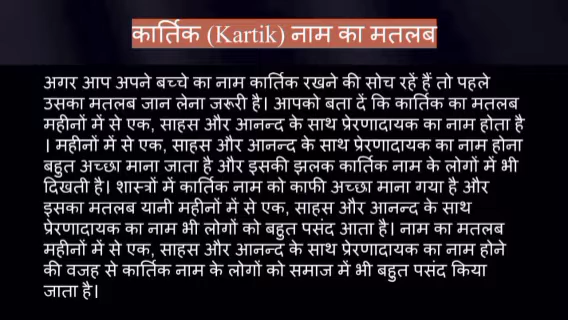 कार्तिक (Kartik) नाम का मतलब
अगर आप अपने बच्चे का नाम कार्तिक रखने की सोच रहें हैं तो पहले
उसका मतलब जान लेना जरूरी है। आपको बता दें कि कार्तिक का मतलब
महीनों में से एक, साहस और आनन्द के साथ प्रेरणादायक का नाम होता है
। महीनों में से एक, साहस और आनन्द के साथ प्रेरणादायक का नाम होना
बहुत अच्छा माना जाता है और इसकी झलक कार्तिक नाम के लोगों में भी
दिखती है। शास्त्रों में कार्तिक नाम को काफी अच्छा माना गया है और
इसका मतलब यानी महीनों में से एक, साहस और आनन्द के साथ
प्रेरणादायक का नाम भी लोगों को बहुत पसंद आता है। नाम का मतलब
महीनों में से एक, साहस और आनन्द के साथ प्रेरणादायक का नाम होने
की वजह से कार्तिक नाम के लोगों को समाज में भी बहुत पसंद किया
जाता है।